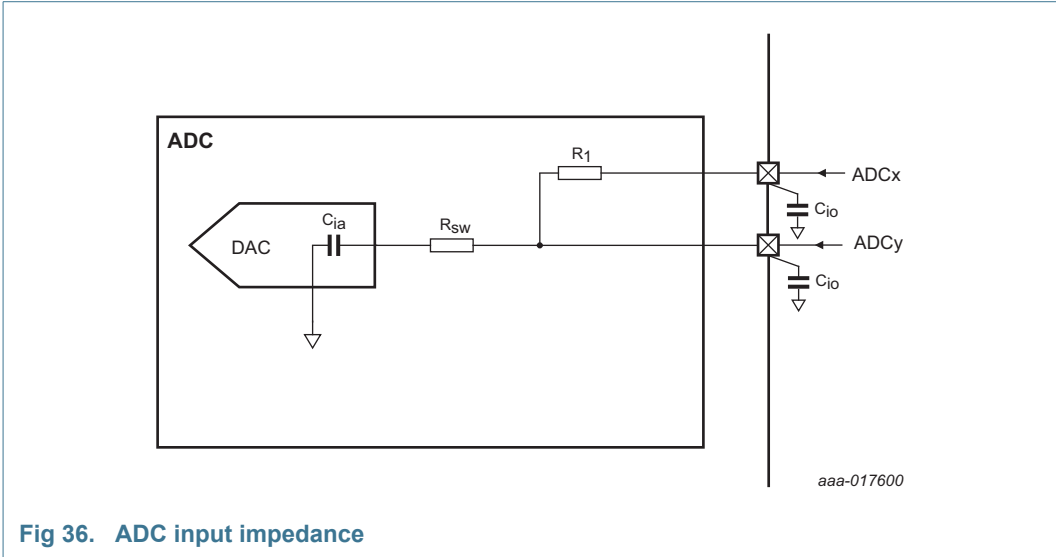 ADC
R1
ADCx
Cio
Cia
Rsw
DAC
ADCy
Cio
aaa-017600
Fig 36. ADC input impedance